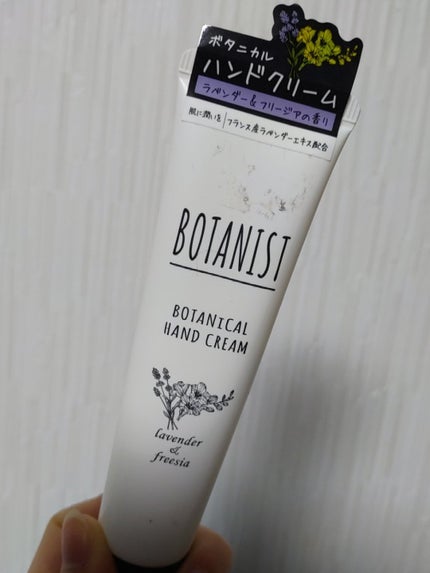 ボタニカル
ハンドクリーム
ラベンダー&フリージアの香り
肌に潤いを フランス産ラベンダーエキス配合
BOTANIST
BOTANICAL
HAND CREAM
lavender
&
freesia